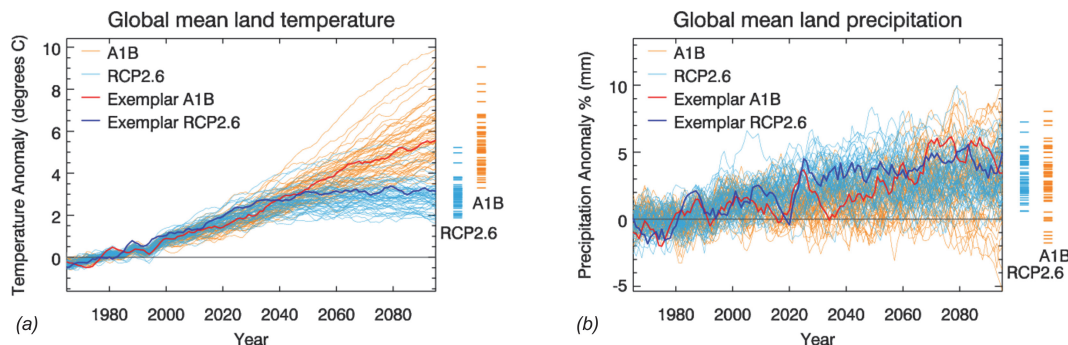 Global mean land temperature
Temperature Anomaly (degrees C)
10
8
6
4
2
0
A1B
RCP2.6
Exemplar A1B
Exemplar RCP2.6
A1B
RCP2.6
1980 2000 2020 2040 2060 2080
Year
(a)
Global mean land precipitation
Precipitation Anomaly % (mm)
10
5
0
-5
A1B
RCP2.6
Exemplar A1B
Exemplar RCP2.6
A1B
RCP2.6
1980 2000 2020 2040 2060 2080
Year
(b)